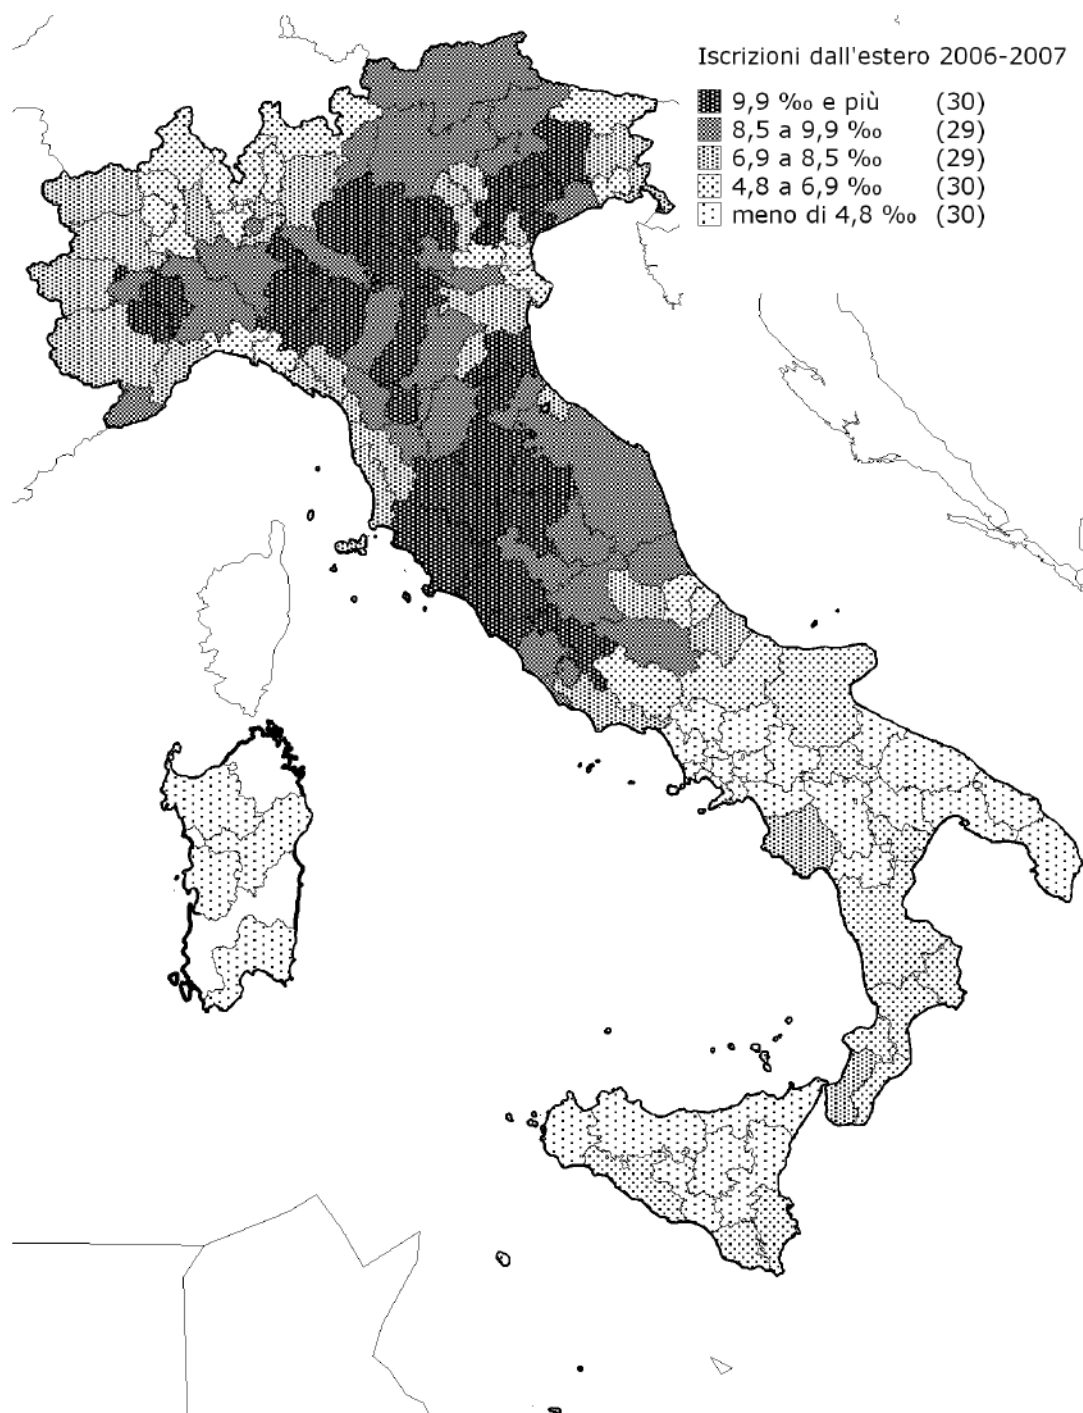 Iscrizioni dall'estero 2006-2007
9,9 ‰ e più (30)
8,5 a 9,9 ‰ (29)
6,9 a 8,5 ‰ (29)
4,8 a 6,9 ‰ (30)
meno di 4,8 ‰ (30)